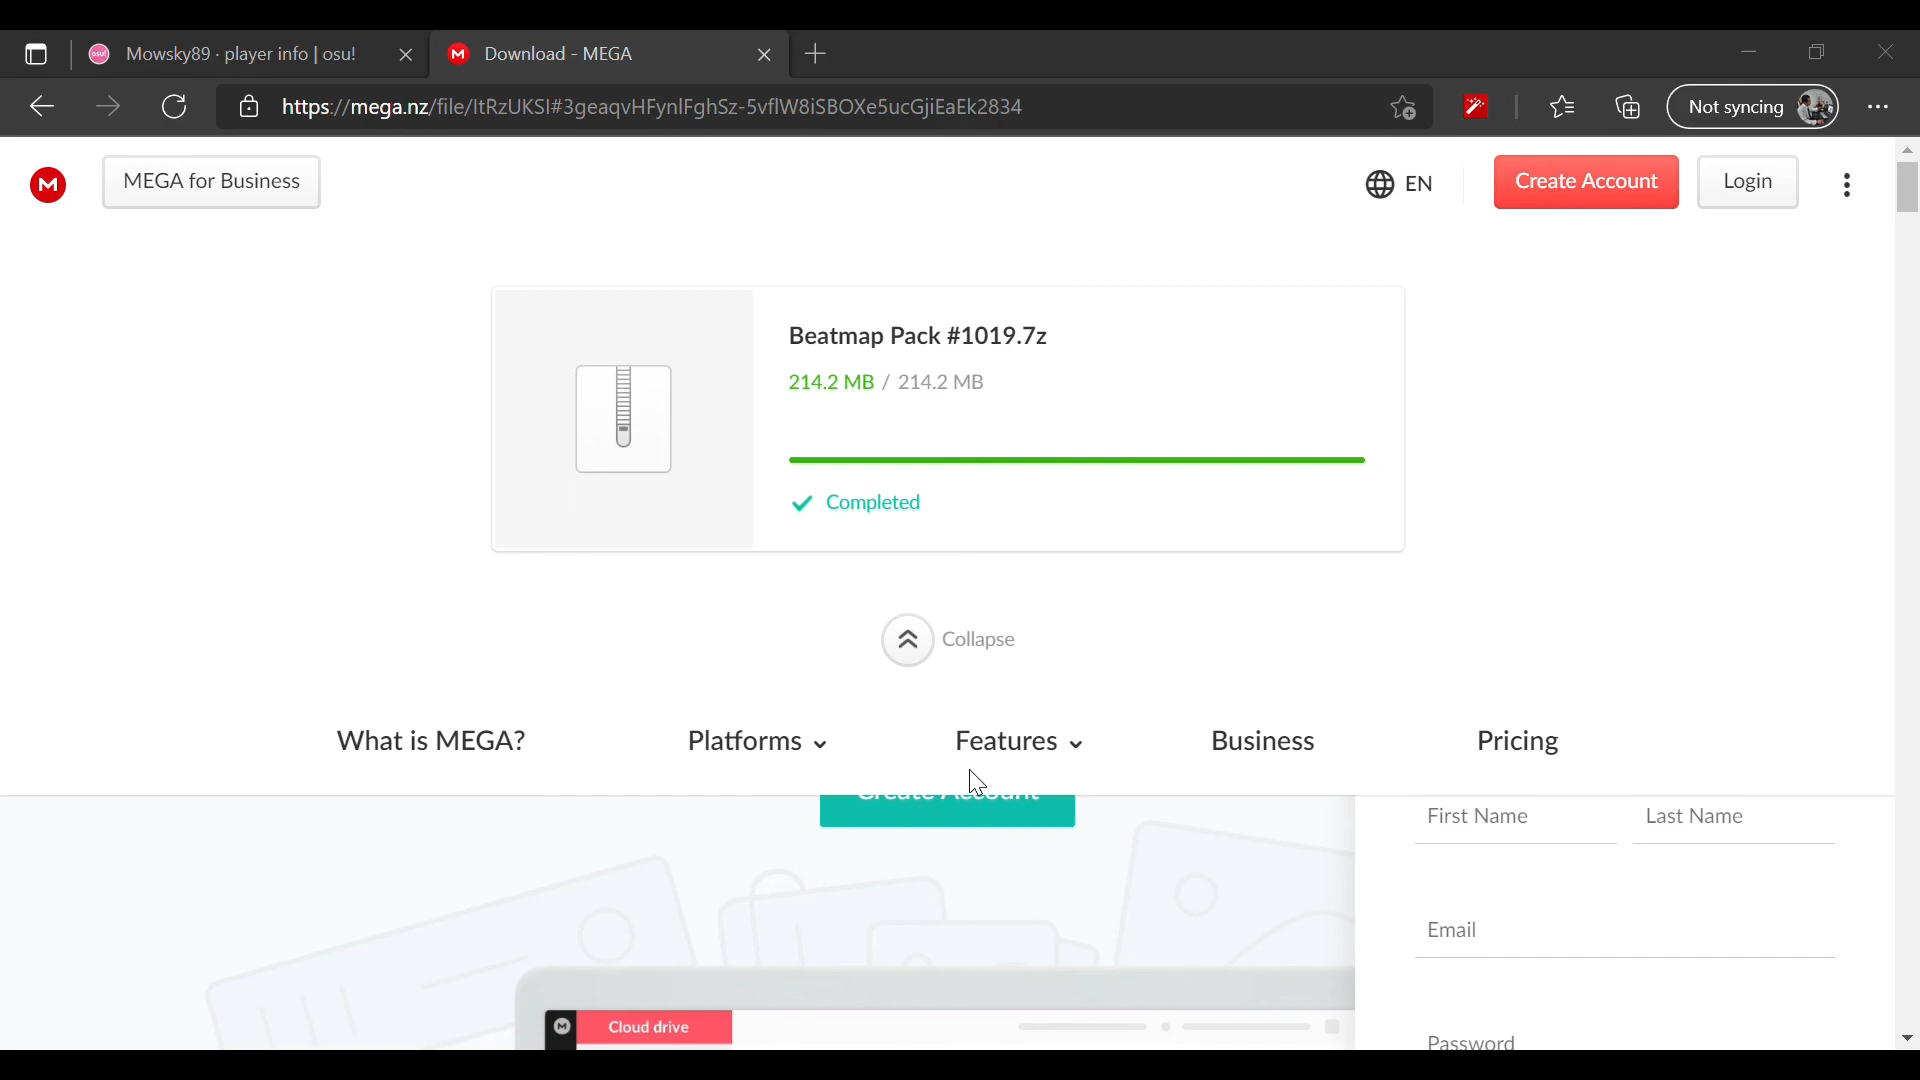 Mowsky89 · player info | osu!
Download - MEGA
https://mega.nz/file/ItRzUKSI#3geaqvHFynlFghSz-5vflW8iSBOXe5ucGjiEaEk2834
Not syncing
MEGA for Business
EN
Create Account
Login
Beatmap Pack #1019.7z
214.2 MB / 214.2 MB
Completed
Collapse
What is MEGA?
Platforms
Features
Business
Pricing
Create Account
First Name
Last Name
Email
Cloud drive
Password